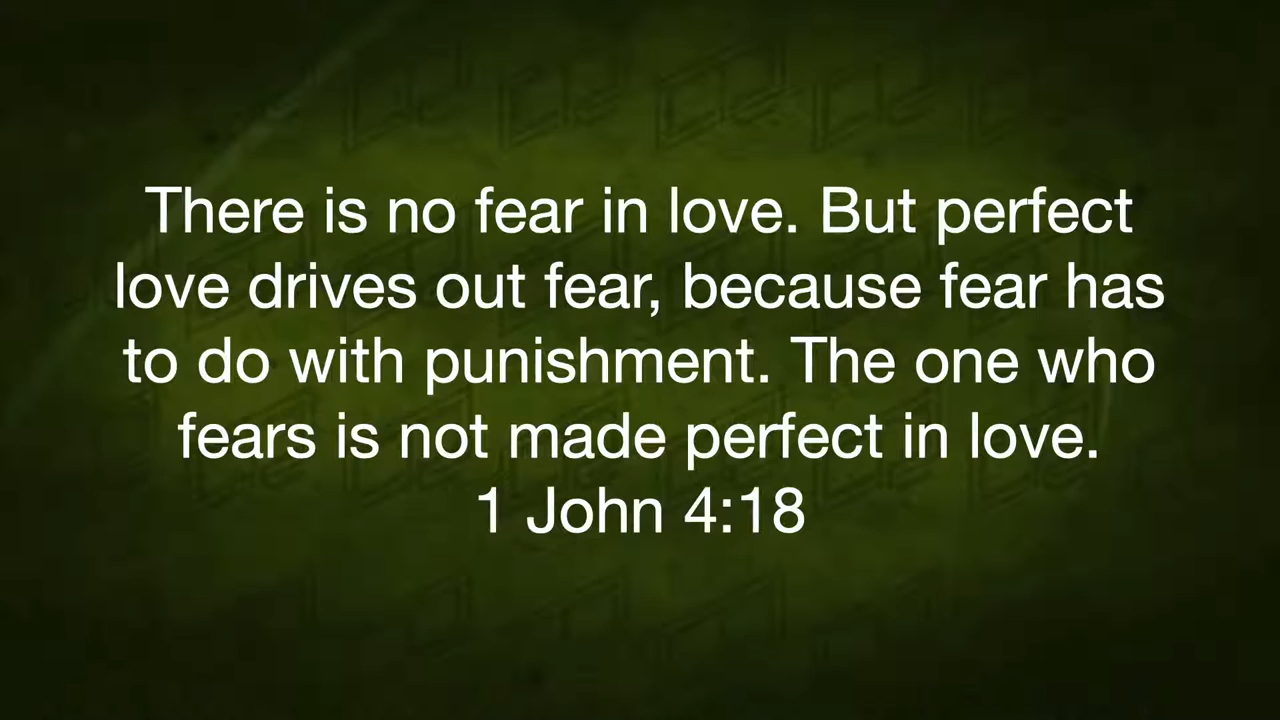 There is no fear in love. But perfect
love drives out fear, because fear has
to do with punishment. The one who
fears is not made perfect in love.
1 John 4:18